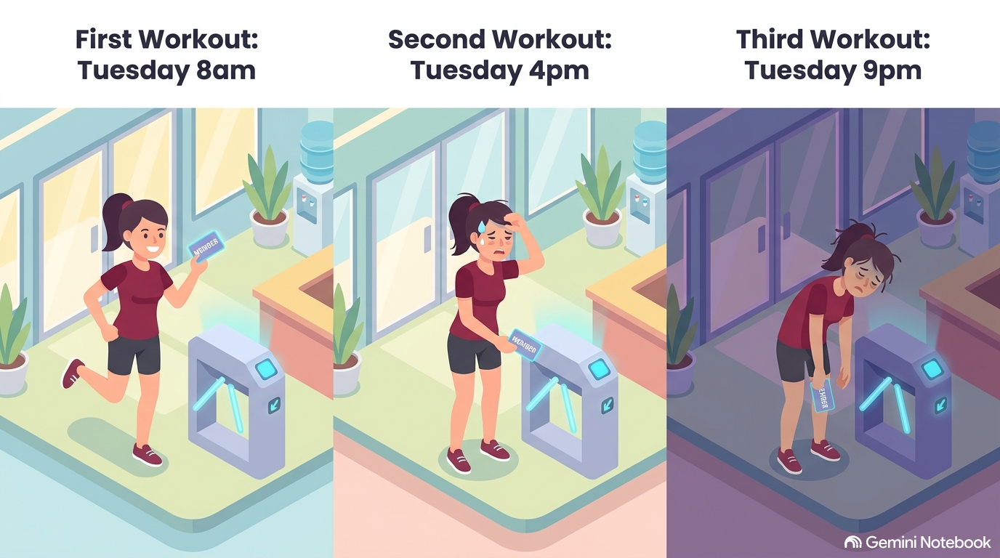 First Workout:
Tuesday 8am
Second Workout:
Tuesday 4pm
Third Workout:
Tuesday 9pm
Gemini Notebook